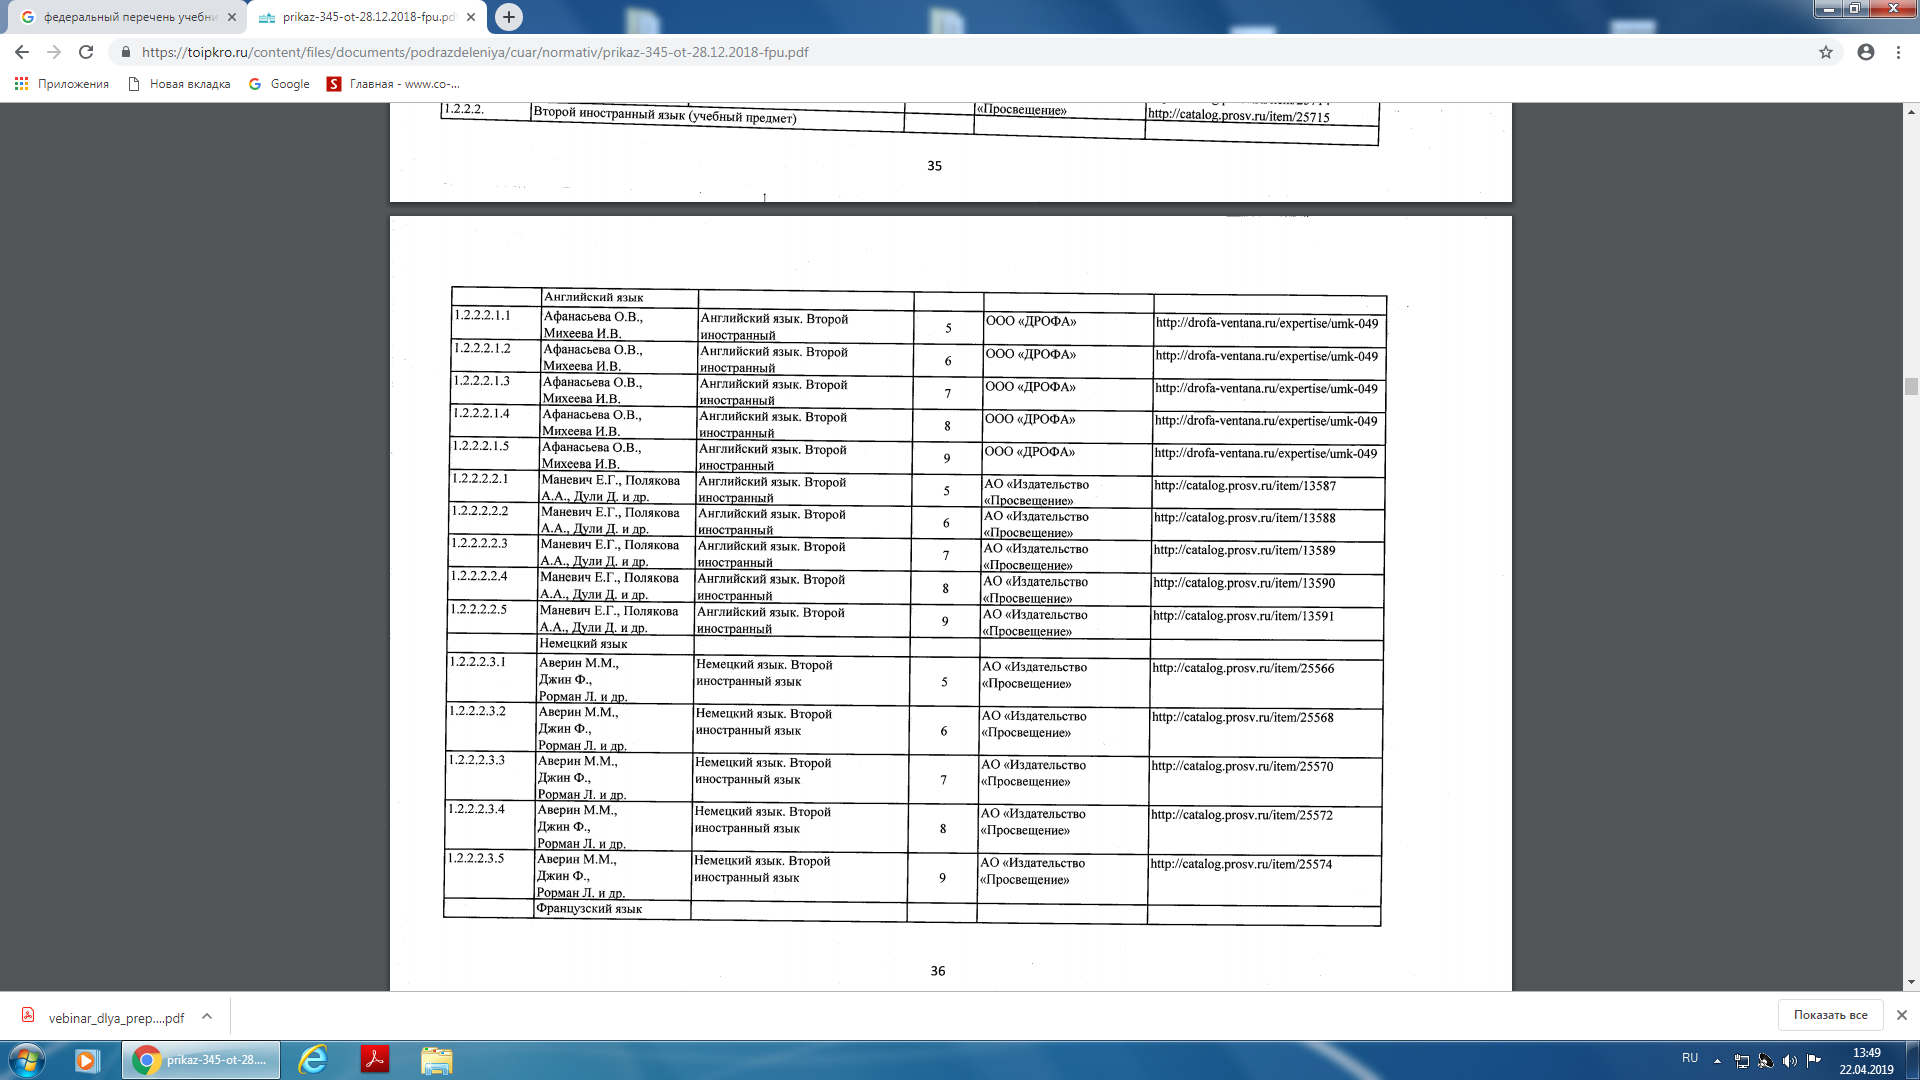 федеральный перечень учебни
prikaz-345-ot-28.12.2018-fpu.pd
https://toipkro.ru/content/files/documents/podrazdeleniya/cuar/normativ/prikaz-345-ot-28.12.2018-fpu.pdf
Приложения Новая вкладка Google Главная - www.co-...
1.2.2.2. Второй иностранный язык (учебный предмет) «Просвещение» http://catalog.prosv.ru/item/25715
35
Английский язык
1.2.2.2.1.1 Афанасьева О.В., Английский язык. Второй 5 ООО «ДРОФА» http://drofa-ventana.ru/expertise/umk-049
Михеева И.В. иностранный
1.2.2.2.1.2 Афанасьева О.В., Английский язык. Второй 6 ООО «ДРОФА» http://drofa-ventana.ru/expertise/umk-049
Михеева И.В. иностранный
1.2.2.2.1.3 Афанасьева О.В., Английский язык. Второй 7 ООО «ДРОФА» http://drofa-ventana.ru/expertise/umk-049
Михеева И.В. иностранный
1.2.2.2.1.4 Афанасьева О.В., Английский язык. Второй 8 ООО «ДРОФА» http://drofa-ventana.ru/expertise/umk-049
Михеева И.В. иностранный
1.2.2.2.1.5 Афанасьева О.В., Английский язык. Второй 9 ООО «ДРОФА» http://drofa-ventana.ru/expertise/umk-049
Михеева И.В. иностранный
1.2.2.2.2.1 Маневич Е.Г., Полякова Английский язык. Второй 5 АО «Издательство http://catalog.prosv.ru/item/13587
А.А., Дули Д. и др. иностранный «Просвещение»
1.2.2.2.2.2 Маневич Е.Г., Полякова Английский язык. Второй 6 АО «Издательство http://catalog.prosv.ru/item/13588
А.А., Дули Д. и др. иностранный «Просвещение»
1.2.2.2.2.3 Маневич Е.Г., Полякова Английский язык. Второй 7 АО «Издательство http://catalog.prosv.ru/item/13589
А.А., Дули Д. и др. иностранный «Просвещение»
1.2.2.2.2.4 Маневич Е.Г., Полякова Английский язык. Второй 8 АО «Издательство http://catalog.prosv.ru/item/13590
А.А., Дули Д. и др. иностранный «Просвещение»
1.2.2.2.2.5 Маневич Е.Г., Полякова Английский язык. Второй 9 АО «Издательство http://catalog.prosv.ru/item/13591
А.А., Дули Д. и др. иностранный «Просвещение»
Немецкий язык
1.2.2.2.3.1 Аверин М.М., Немецкий язык. Второй 5 АО «Издательство http://catalog.prosv.ru/item/25566
Джин Ф., иностранный язык «Просвещение»
Рорман Л. и др.
1.2.2.2.3.2 Аверин М.М., Немецкий язык. Второй 6 АО «Издательство http://catalog.prosv.ru/item/25568
Джин Ф., иностранный язык «Просвещение»
Рорман Л. и др.
1.2.2.2.3.3 Аверин М.М., Немецкий язык. Второй 7 АО «Издательство http://catalog.prosv.ru/item/25570
Джин Ф., иностранный язык «Просвещение»
Рорман Л. и др.
1.2.2.2.3.4 Аверин М.М., Немецкий язык. Второй 8 АО «Издательство http://catalog.prosv.ru/item/25572
Джин Ф., иностранный язык «Просвещение»
Рорман Л. и др.
1.2.2.2.3.5 Аверин М.М., Немецкий язык. Второй 9 АО «Издательство http://catalog.prosv.ru/item/25574
Джин Ф., иностранный язык «Просвещение»
Рорман Л. и др.
Французский язык
36
vebinar_dlya_prep....pdf Показать все
prikaz-345-ot-28.... RU 13:49
22.04.2019